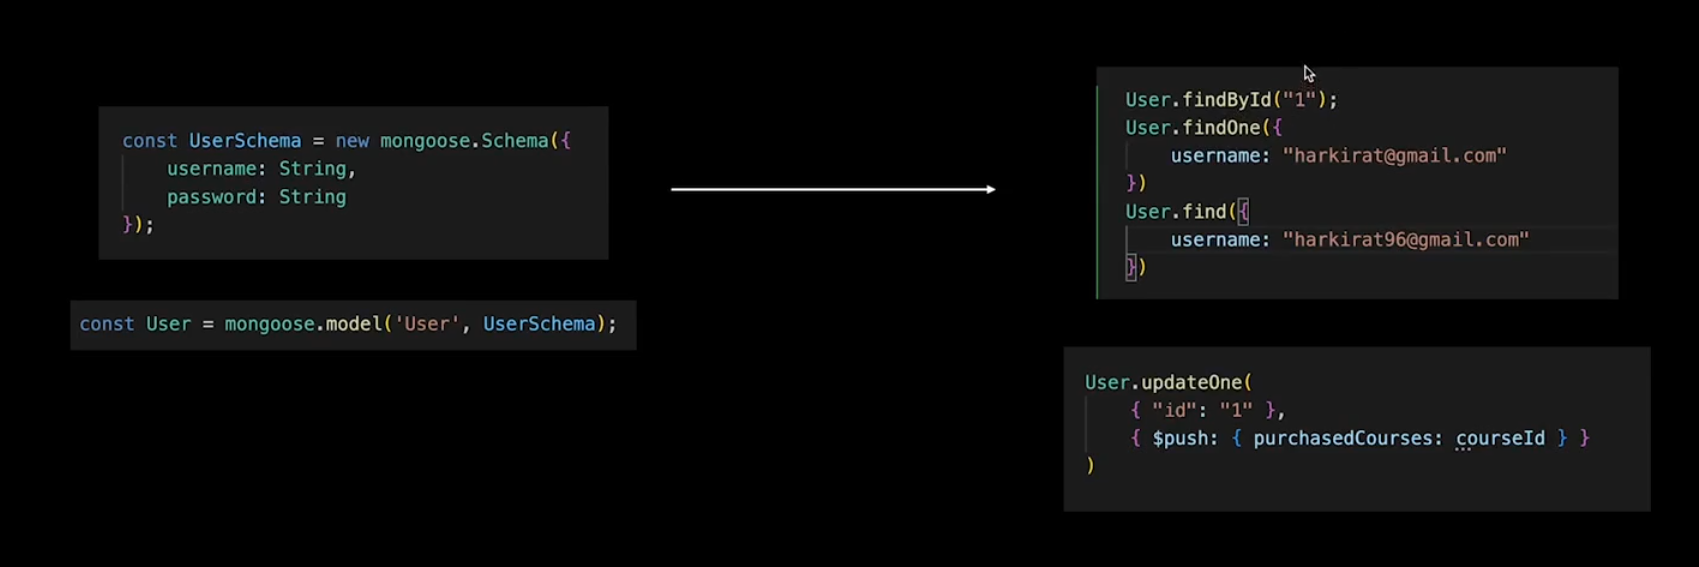 const UserSchema = new mongoose.Schema({
    username: String,
    password: String
});
const User = mongoose.model('User', UserSchema);
User.findById("1");
User.findOne({
    username: "harkirat@gmail.com"
})
User.find({
    username: "harkirat96@gmail.com"
})
User.updateOne(
    { "id": "1" },
    { $push: { purchasedCourses: courseId } }
)